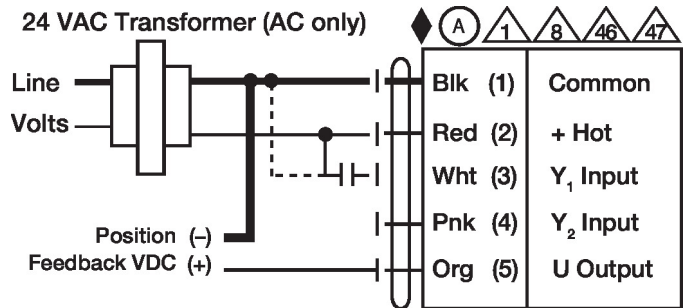 24 VAC Transformer (AC only)
A 1 8 46 47
Line
Volts
Blk (1) Common
Red (2) + Hot
Wht (3) Y₁ Input
Pnk (4) Y₂ Input
Org (5) U Output
Position (–)
Feedback VDC (+)